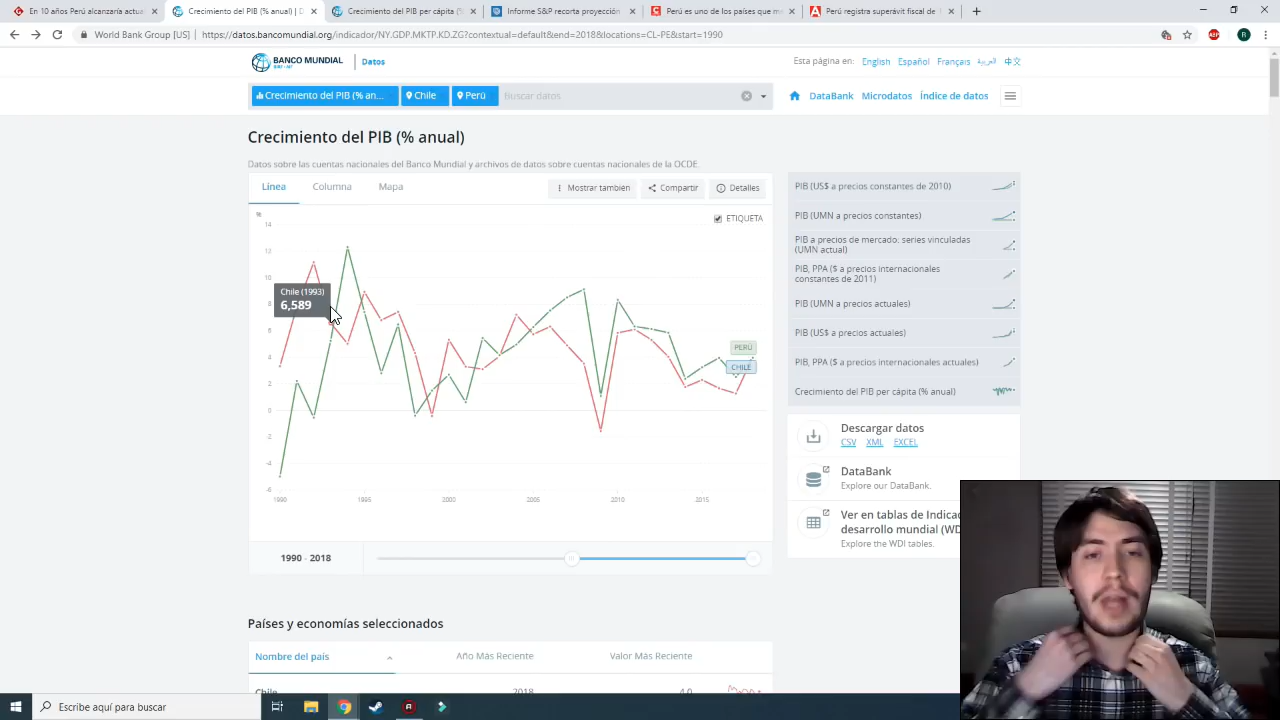 En 10 años Perú alcanzaría actua
Crecimiento del PIB (% anual) | D
Crecimiento del PIB per cápita (%
Informe S&P recorta proyección
Perú es uno de los países que m
Perú registra superávit fiscal de
World Bank Group [US] | https://datos.bancomundial.org/indicador/NY.GDP.MKTP.KD.ZG?contextual=default&end=2018&locations=CL-PE&start=1990
ABP
R
BANCO MUNDIAL
BIRF · AIF
Datos
Esta página en: English Español Français العربية 中文
Crecimiento del PIB (% an...
Chile
Perú
Buscar datos
DataBank Microdatos Índice de datos
Crecimiento del PIB (% anual)
Datos sobre las cuentas nacionales del Banco Mundial y archivos de datos sobre cuentas nacionales de la OCDE.
Línea Columna Mapa
Mostrar también Compartir Detalles
%
ETIQUETA
14
12
10
8
6
4
2
0
-2
-4
-6
Chile (1993)
6,589
PERÚ
CHILE
1990 1995 2000 2005 2010 2015
1990 - 2018
PIB (US$ a precios constantes de 2010)
PIB (UMN a precios constantes)
PIB a precios de mercado: series vinculadas
(UMN actual)
PIB, PPA ($ a precios internacionales
constantes de 2011)
PIB (UMN a precios actuales)
PIB (US$ a precios actuales)
PIB, PPA ($ a precios internacionales actuales)
Crecimiento del PIB per cápita (% anual)
Descargar datos
CSV XML EXCEL
DataBank
Explore our DataBank.
Ver en tablas de Indica
desarrollo mundial (WD
Explore the WDI tables.
Países y economías seleccionados
Nombre del país Año Más Reciente Valor Más Reciente
Chile 2018 4,0
Escribe aquí para buscar